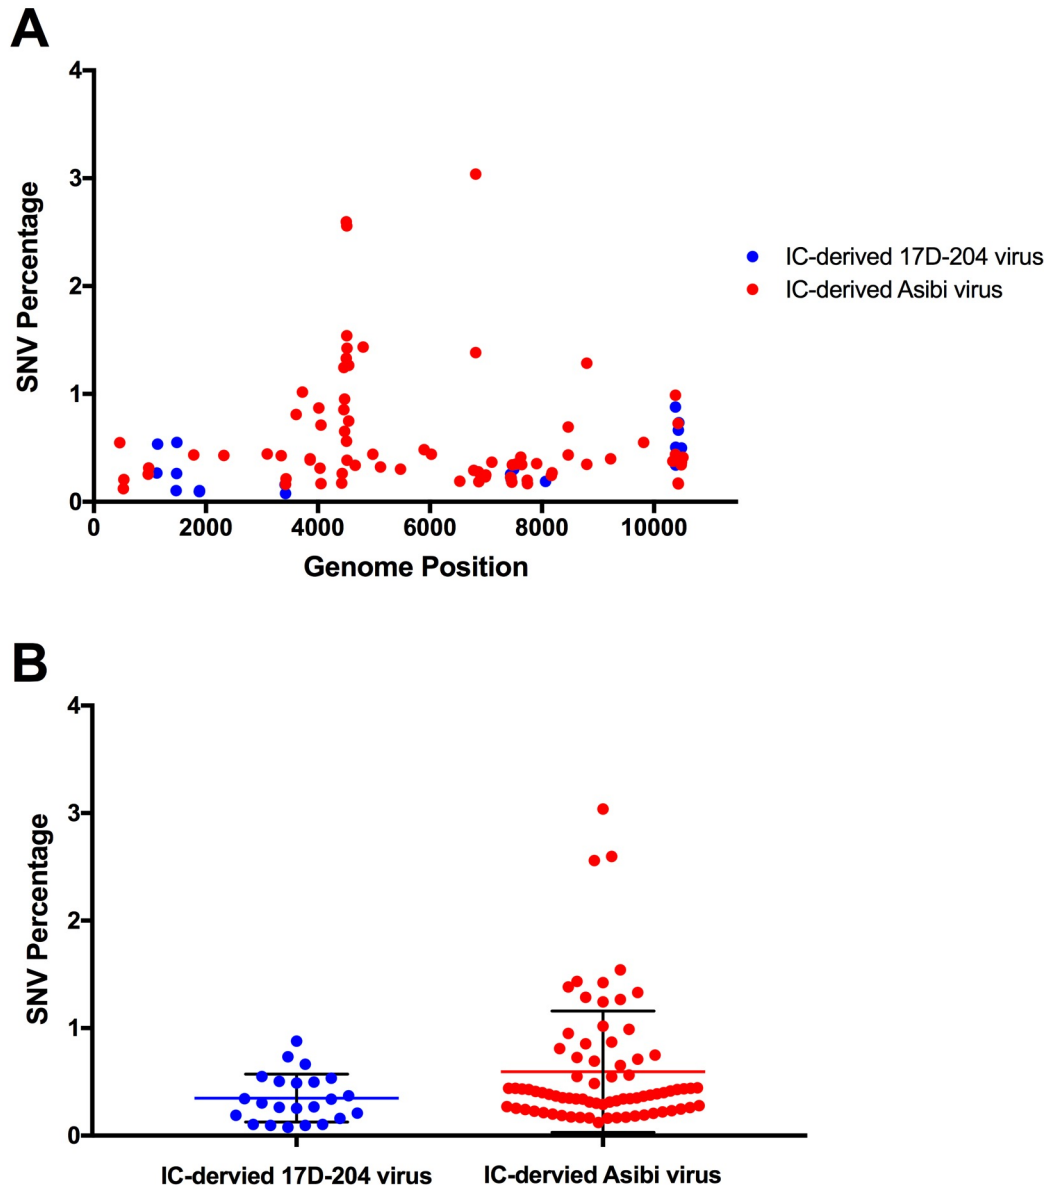 A
4
3
2
1
0
SNV Percentage
0 2000 4000 6000 8000 10000
Genome Position
IC-derived 17D-204 virus
IC-derived Asibi virus
B
4
3
2
1
0
SNV Percentage
IC-dervied 17D-204 virus IC-dervied Asibi virus